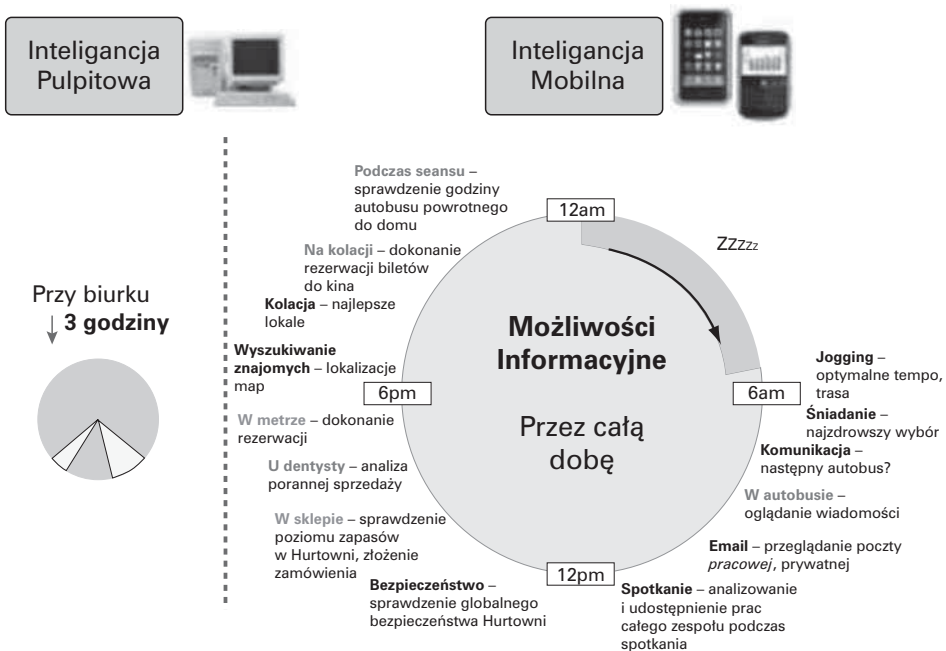 Inteligancja
Pulpitowa
Inteligancja
Mobilna
Przy biurku
3 godziny
Podczas seansu –
sprawdzenie godziny
autobusu powrotnego
do domu
Na kolacji – dokonanie
rezerwacji biletów
do kina
Kolacja – najlepsze
lokale
Wyszukiwanie
znajomych – lokalizacje
map
W metrze – dokonanie
rezerwacji
U dentysty – analiza
porannej sprzedaży
W sklepie – sprawdzenie
poziomu zapasów
w Hurtowni, złożenie
zamówienia
Bezpieczeństwo –
sprawdzenie globalnego
bezpieczeństwa Hurtowni
12am
ZZZzz
6pm
Możliwości
Informacyjne
Przez całą
dobę
6am
12pm
Jogging –
optymalne tempo,
trasa
Śniadanie –
najzdrowszy wybór
Komunikacja –
następny autobus?
W autobusie –
oglądanie wiadomości
Email – przeglądanie poczty
pracowej, prywatnej
Spotkanie – analizowanie
i udostępnienie prac
całego zespołu podczas
spotkania